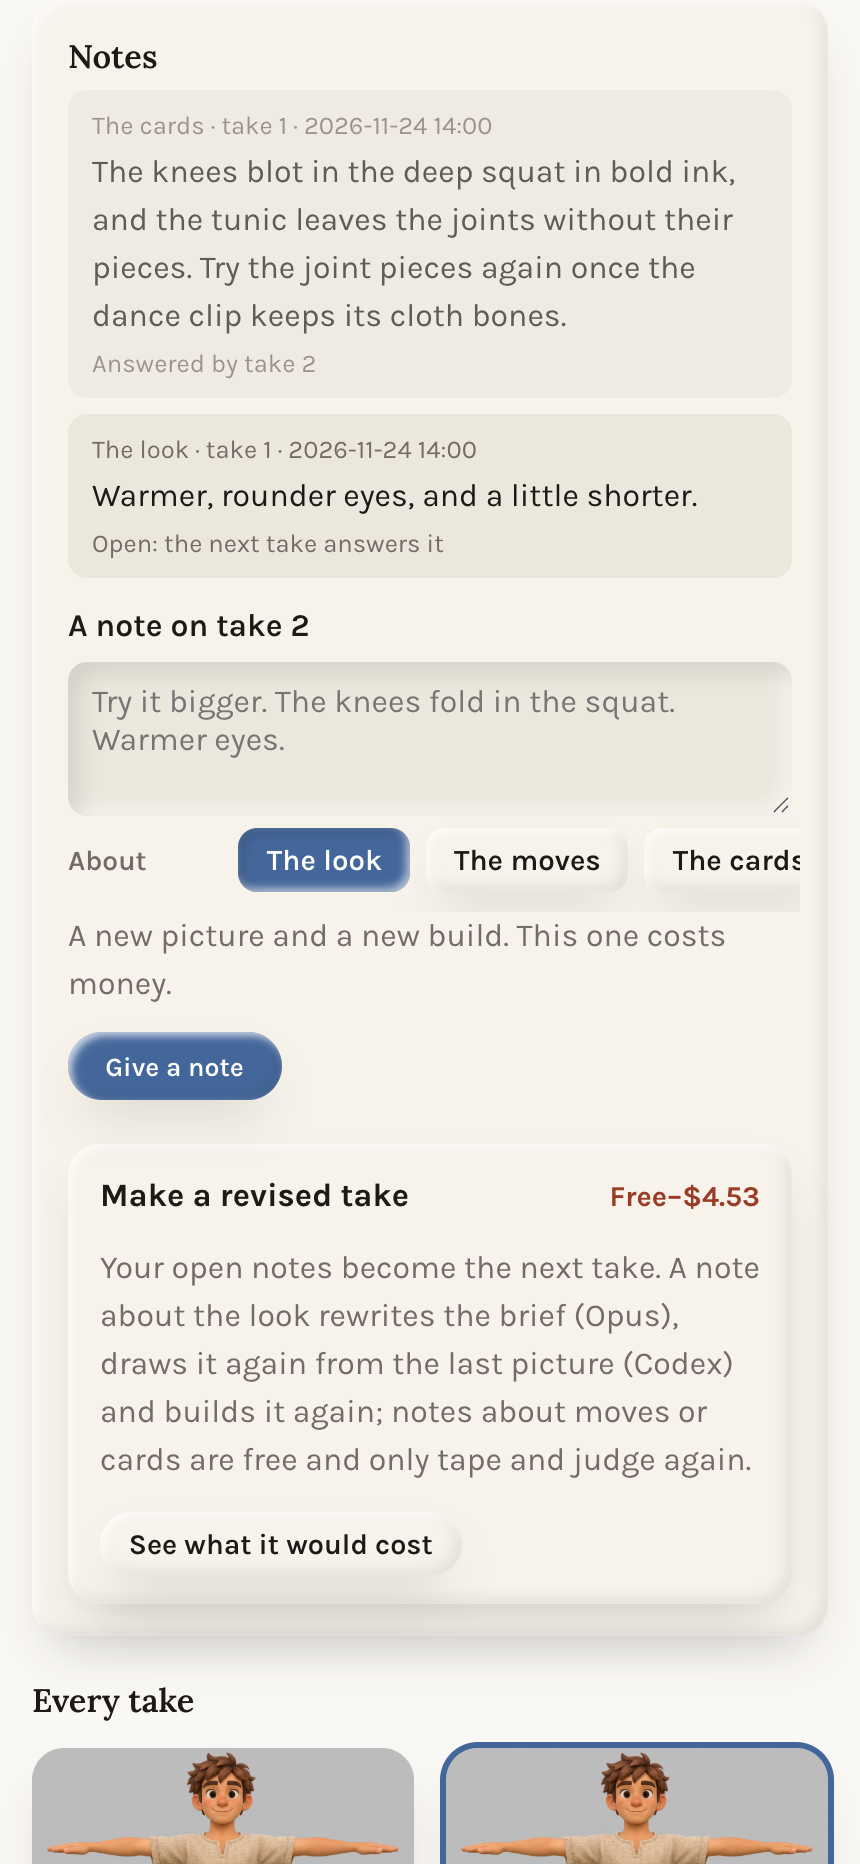 Notes
The cards · take 1 · 2026-11-24 14:00
The knees blot in the deep squat in bold ink,
and the tunic leaves the joints without their
pieces. Try the joint pieces again once the
dance clip keeps its cloth bones.
Answered by take 2
The look · take 1 · 2026-11-24 14:00
Warmer, rounder eyes, and a little shorter.
Open: the next take answers it
A note on take 2
Try it bigger. The knees fold in the squat.
Warmer eyes.
About The look The moves The cards
A new picture and a new build. This one costs
money.
Give a note
Make a revised take Free–$4.53
Your open notes become the next take. A note
about the look rewrites the brief (Opus),
draws it again from the last picture (Codex)
and builds it again; notes about moves or
cards are free and only tape and judge again.
See what it would cost
Every take